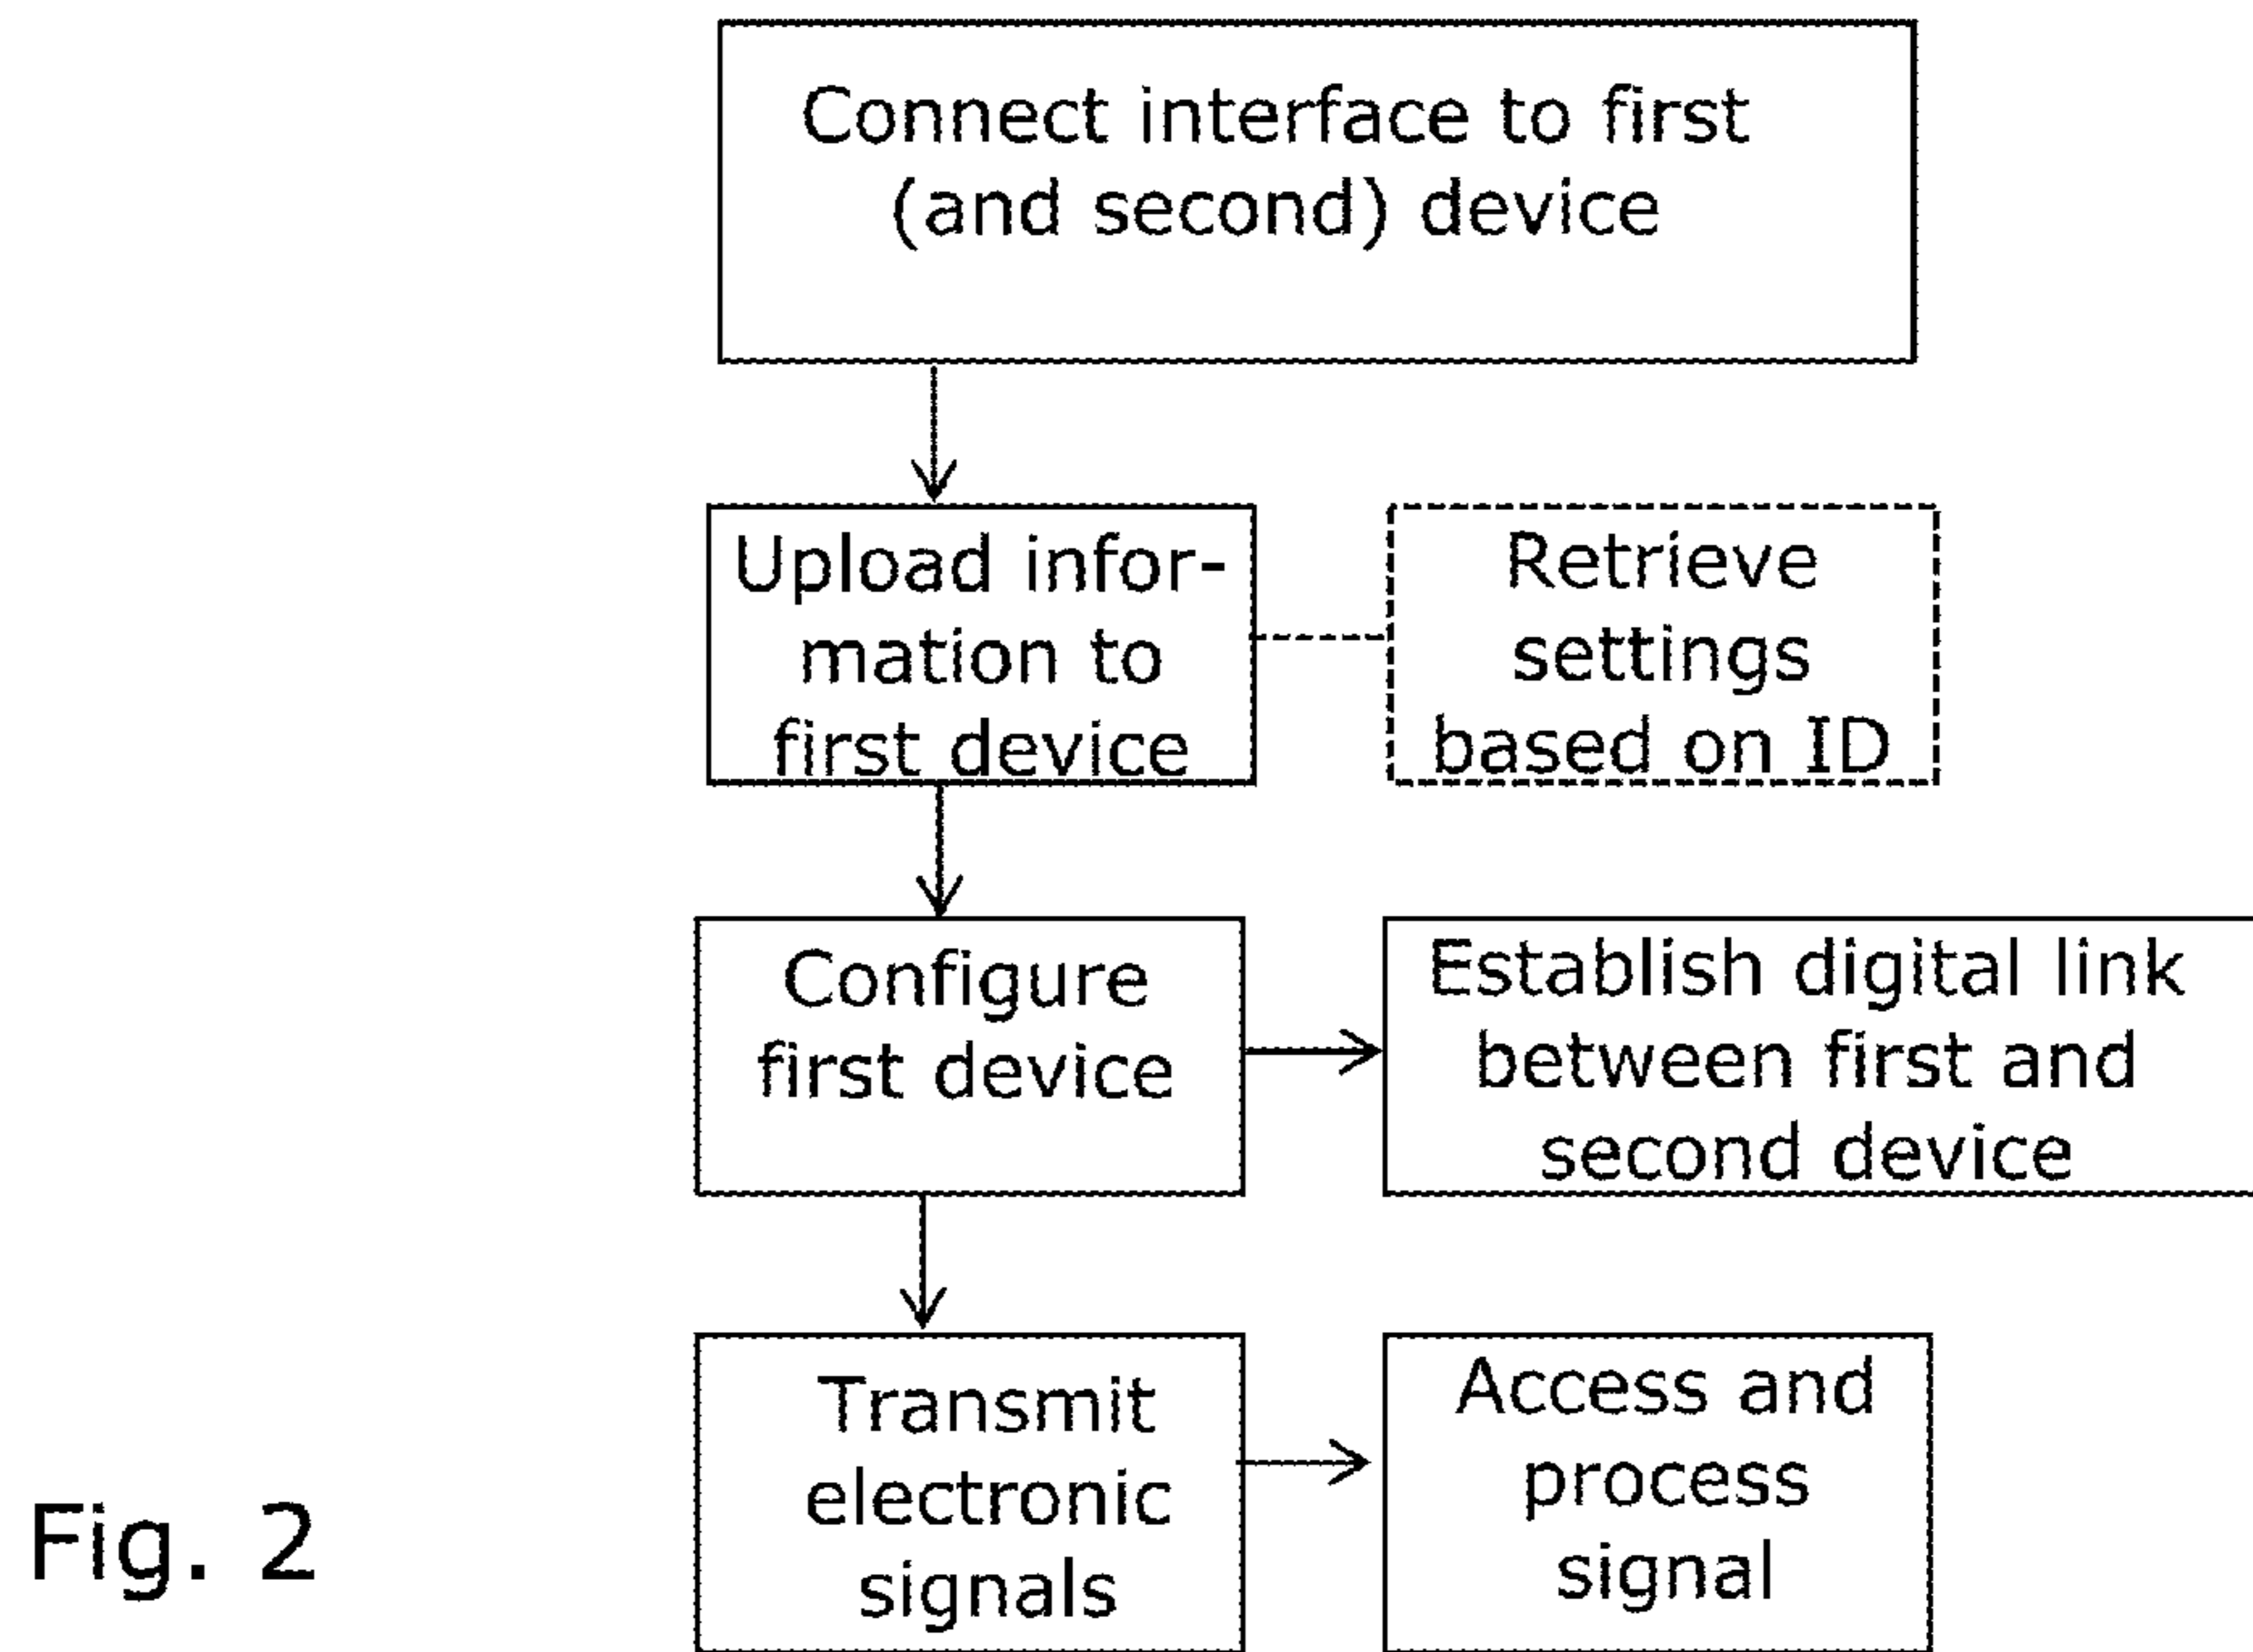 Connect interface to first
(and second) device
Upload infor-
mation to
first device
Retrieve
settings
based on ID
Configure
first device
Establish digital link
between first and
second device
Transmit
electronic
signals
Access and
process
signal
Fig. 2